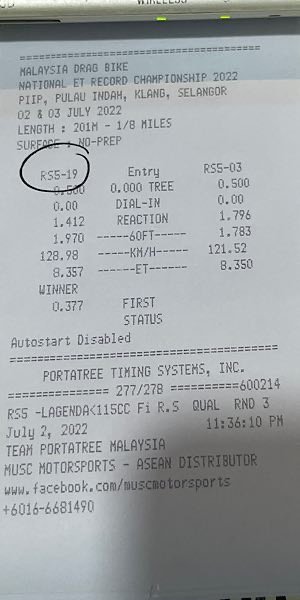 WIRELESS
==============================
MALAYSIA DRAG BIKE
NATIONAL ET RECORD CHAMPIONSHIP 2022
PIIP, PULAU INDAH, KLANG, SELANGOR
02 & 03 JULY 2022
LENGTH : 201M - 1/8 MILES
SURFACE : NO-PREP
RS5-19 Entry RS5-03
0.500 0.000 TREE 0.500
0.00 DIAL-IN 0.00
1.412 REACTION 1.796
1.970 -----60FT----- 1.783
128.98 -----KM/H----- 121.52
8.357 ------ET------ 8.350
WINNER
0.377 FIRST
STATUS
Autostart Disabled
======================================
PORTATREE TIMING SYSTEMS, INC.
=============== 277/278 ==========600214
RS5 -LAGENDA<115CC Fi R.S QUAL RND 3
July 2, 2022 11:36:10 PM
TEAM PORTATREE MALAYSIA
MUSC MOTORSPORTS - ASEAN DISTRIBUTOR
www.facebook.com/muscmotorsports
+6016-6681490